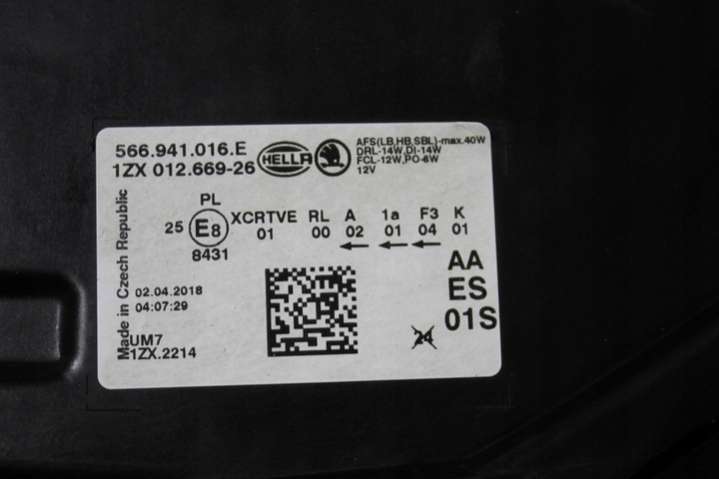 566.941.016.E
1ZX 012.669-26
HELLA
AFS(LB,HB,SBL)-max.40W
DRL-14W,DI-14W
FCL-12W,PO-6W
12V
PL
25 E8 XCRTVE RL A 1a F3 K
8431 01 00 02 01 04 01
Made in Czech Republic
02.04.2018
04:07:29
UM7
1ZX.2214
AA
ES
01S
24